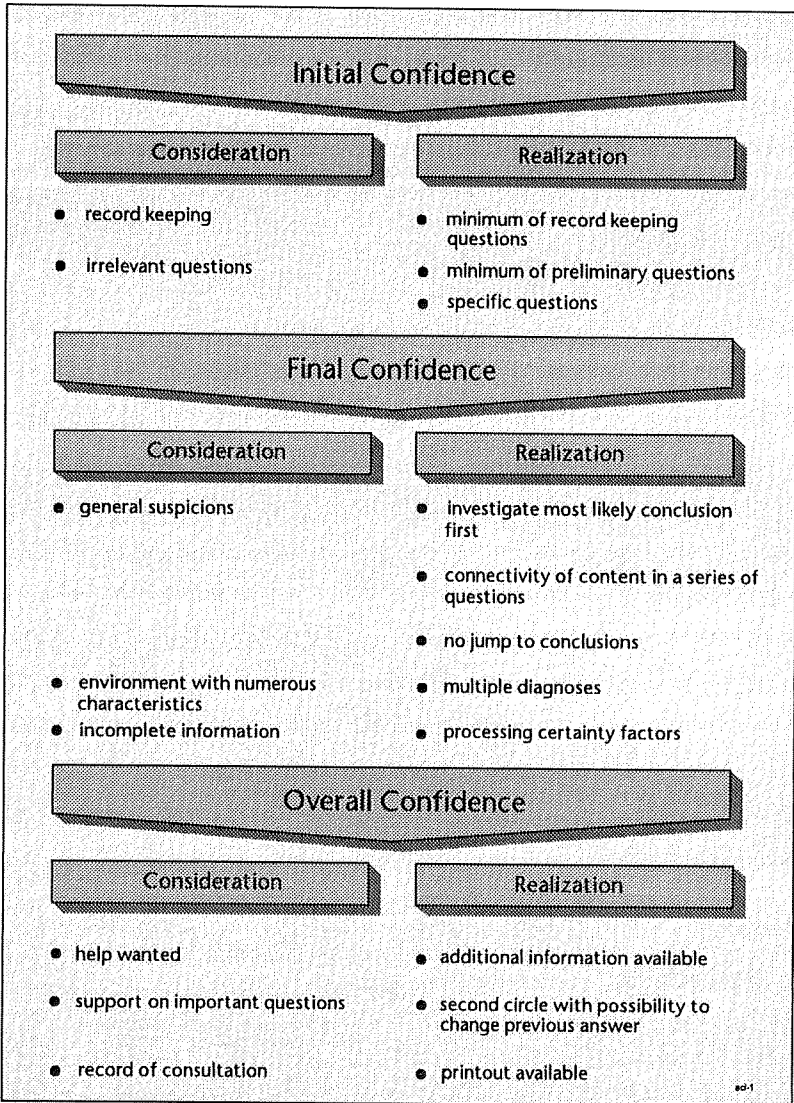 Initial Confidence
Consideration
record keeping
irrelevant questions
Realization
minimum of record keeping
questions
minimum of preliminary questions
specific questions
Final Confidence
Consideration
general suspicions
environment with numerous
characteristics
incomplete information
Realization
investigate most likely conclusion
first
connectivity of content in a series of
questions
no jump to conclusions
multiple diagnoses
processing certainty factors
Overall Confidence
Consideration
help wanted
support on important questions
record of consultation
Realization
additional information available
second circle with possibility to
change previous answer
printout available
ad-1